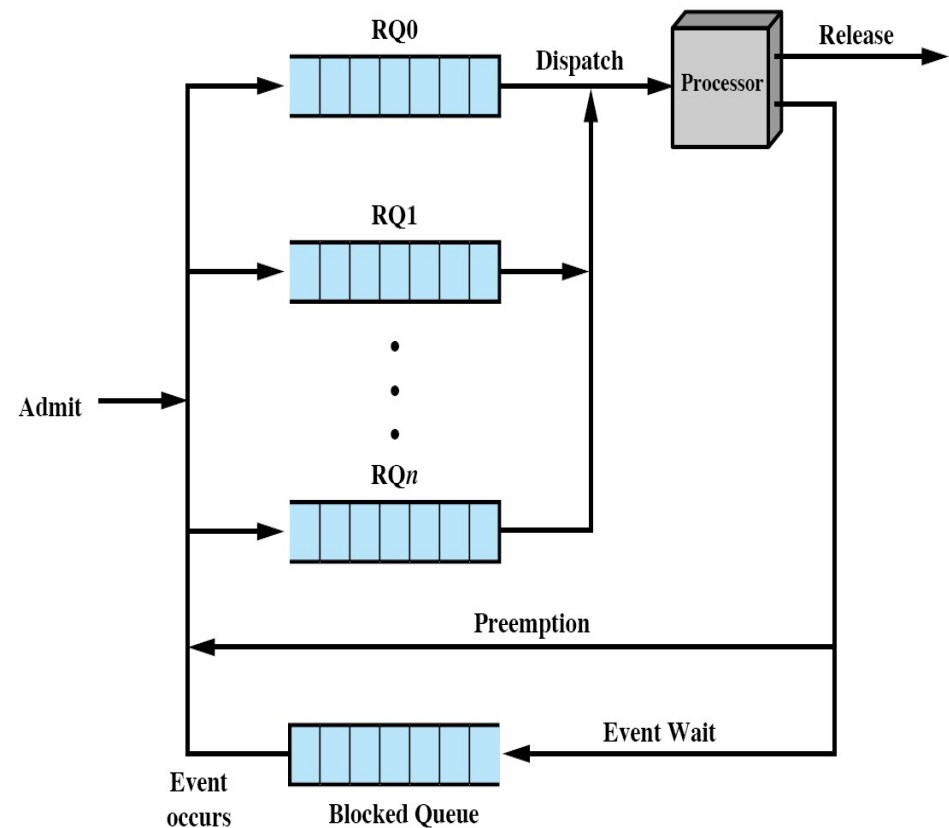 RQ0
Release
Dispatch
Processor
RQ1
Admit
RQn
Preemption
Event Wait
Event
occurs
Blocked Queue